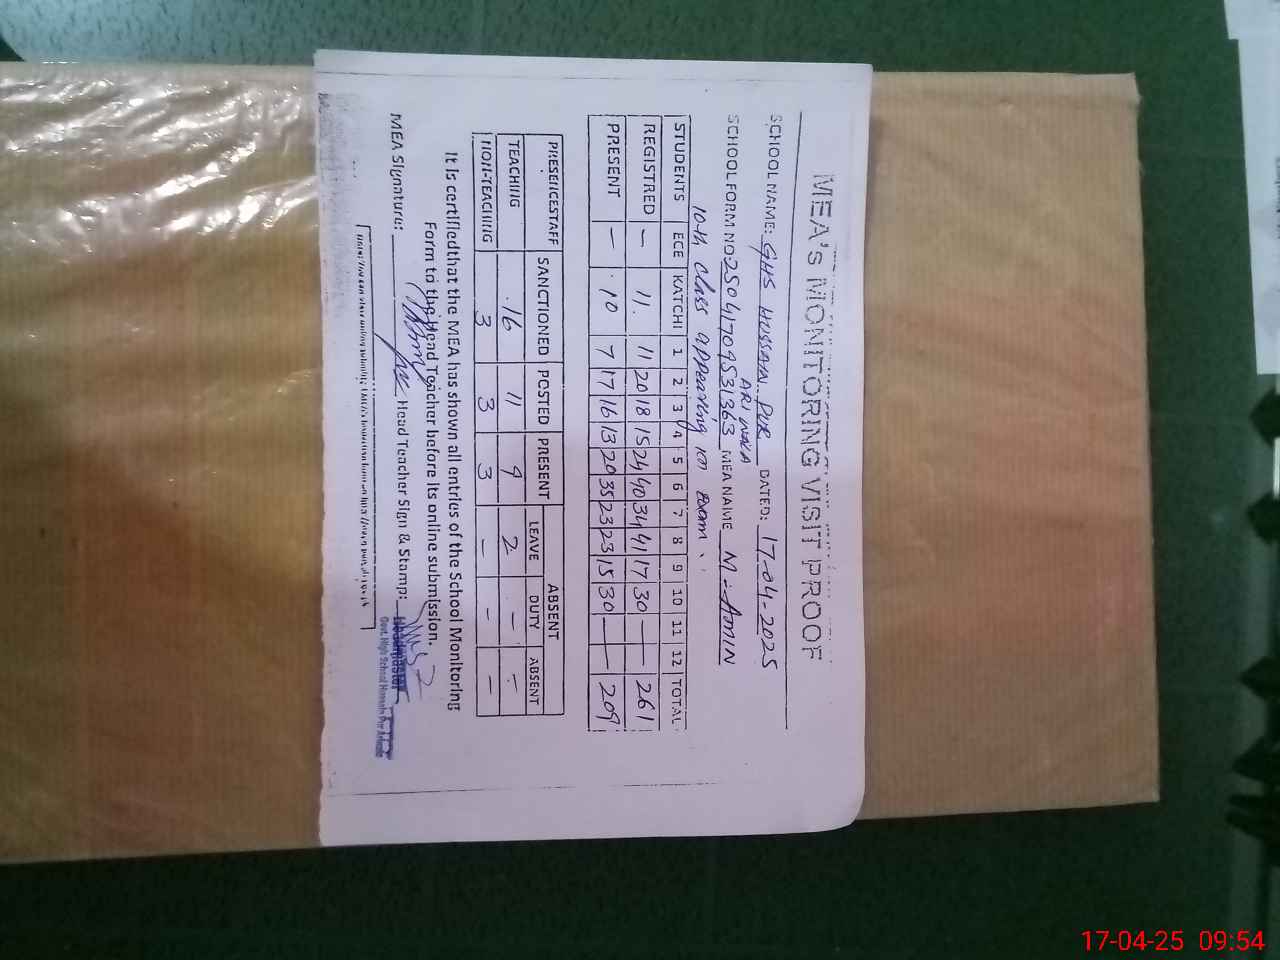 MEA's MONITORING VISIT PROOF
SCHOOL NAME: GHS HUSSAIN PUR DATED: 17-04-2025
ARI WALA
SCHOOL FORM NO: 2504170953 1363 MEA NAME M. AMIN
10th class appearing in exam.
STUDENTS ECE KATCHI 1 2 3 4 5 6 7 8 9 10 11 12 TOTAL
REGISTRED — 11. 11 20 18 15 24 40 34 41 17 30 — — 261
PRESENT — 10 7 17 16 13 20 35 23 23 15 30 — — 209
PRESENCE STAFF SANCTIONED POSTED PRESENT ABSENT
LEAVE DUTY ABSENT
TEACHING 16 11 9 2 - -
NON-TEACHING 3 3 3 - - -
It is certified that the MEA has shown all entries of the School Monitoring
Form to the Head Teacher before its online submission.
MEA Signature: Head Teacher Sign & Stamp:
Headmaster
Govt. High School Hussain Pur
17-04-25 09:54